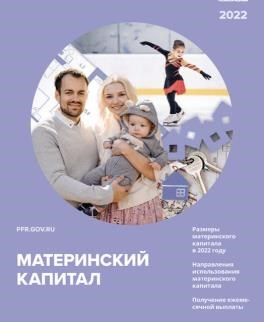 2022
PFR.GOV.RU
МАТЕРИНСКИЙ
КАПИТАЛ
Размеры
материнского
капитала
в 2022 году
Направления
использования
материнского
капитала
Получение ежеме-
сячной выплаты